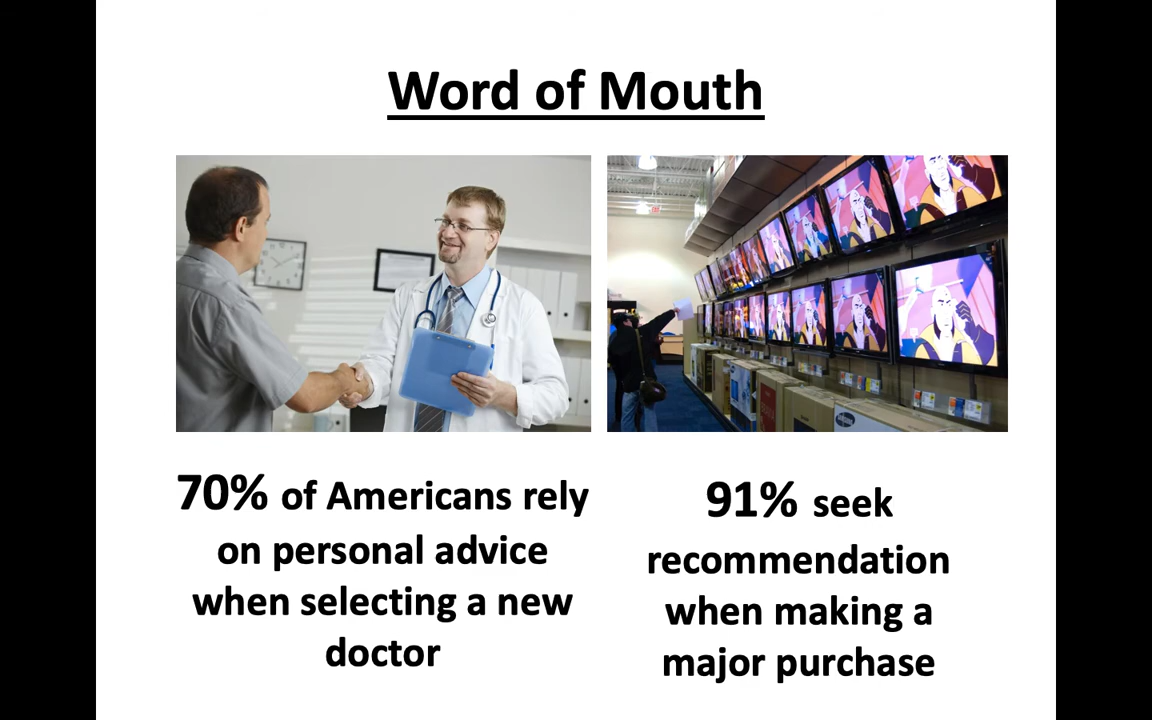 Word of Mouth
70% of Americans rely
on personal advice
when selecting a new
doctor
91% seek
recommendation
when making a
major purchase